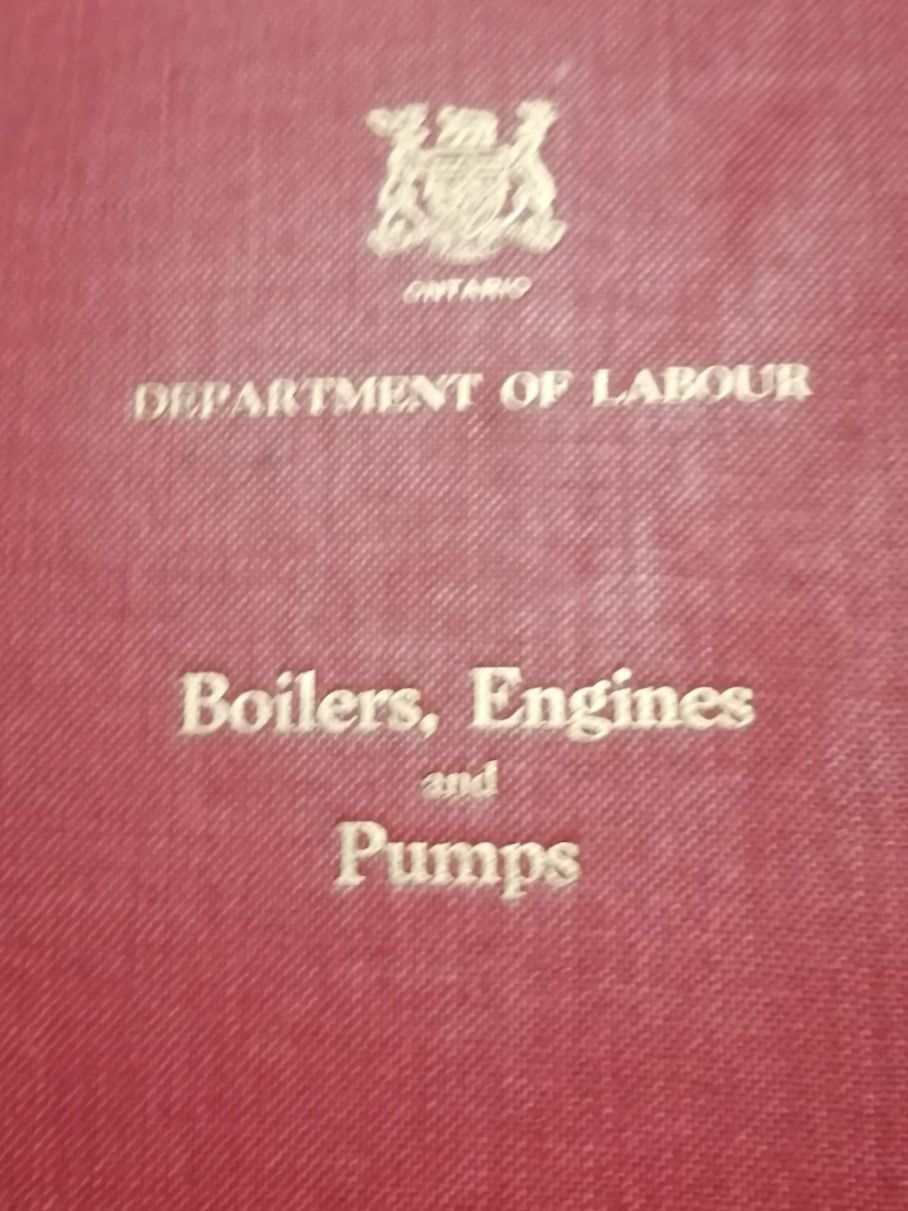 ONTARIO
DEPARTMENT OF LABOUR
Boilers, Engines
and
Pumps